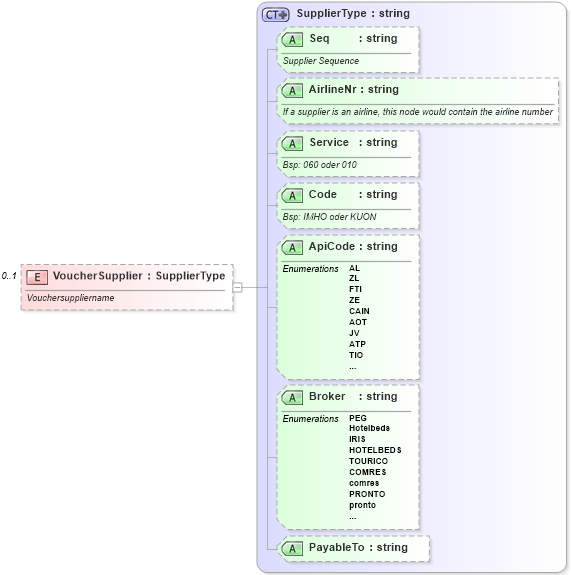 CT+ SupplierType : string
A Seq : string
Supplier Sequence
A AirlineNr : string
If a supplier is an airline, this node would contain the airline number
A Service : string
Bsp: 060 oder 010
A Code : string
Bsp: IMHO oder KUON
A ApiCode : string
Enumerations AL
ZL
FTI
ZE
CAIN
AOT
JV
ATP
TIO
...
0..1 E VoucherSupplier : SupplierType
Vouchersuppliername
A Broker : string
Enumerations PEG
Hotelbeds
IRIS
HOTELBEDS
TOURICO
COMRES
comres
PRONTO
pronto
...
A PayableTo : string